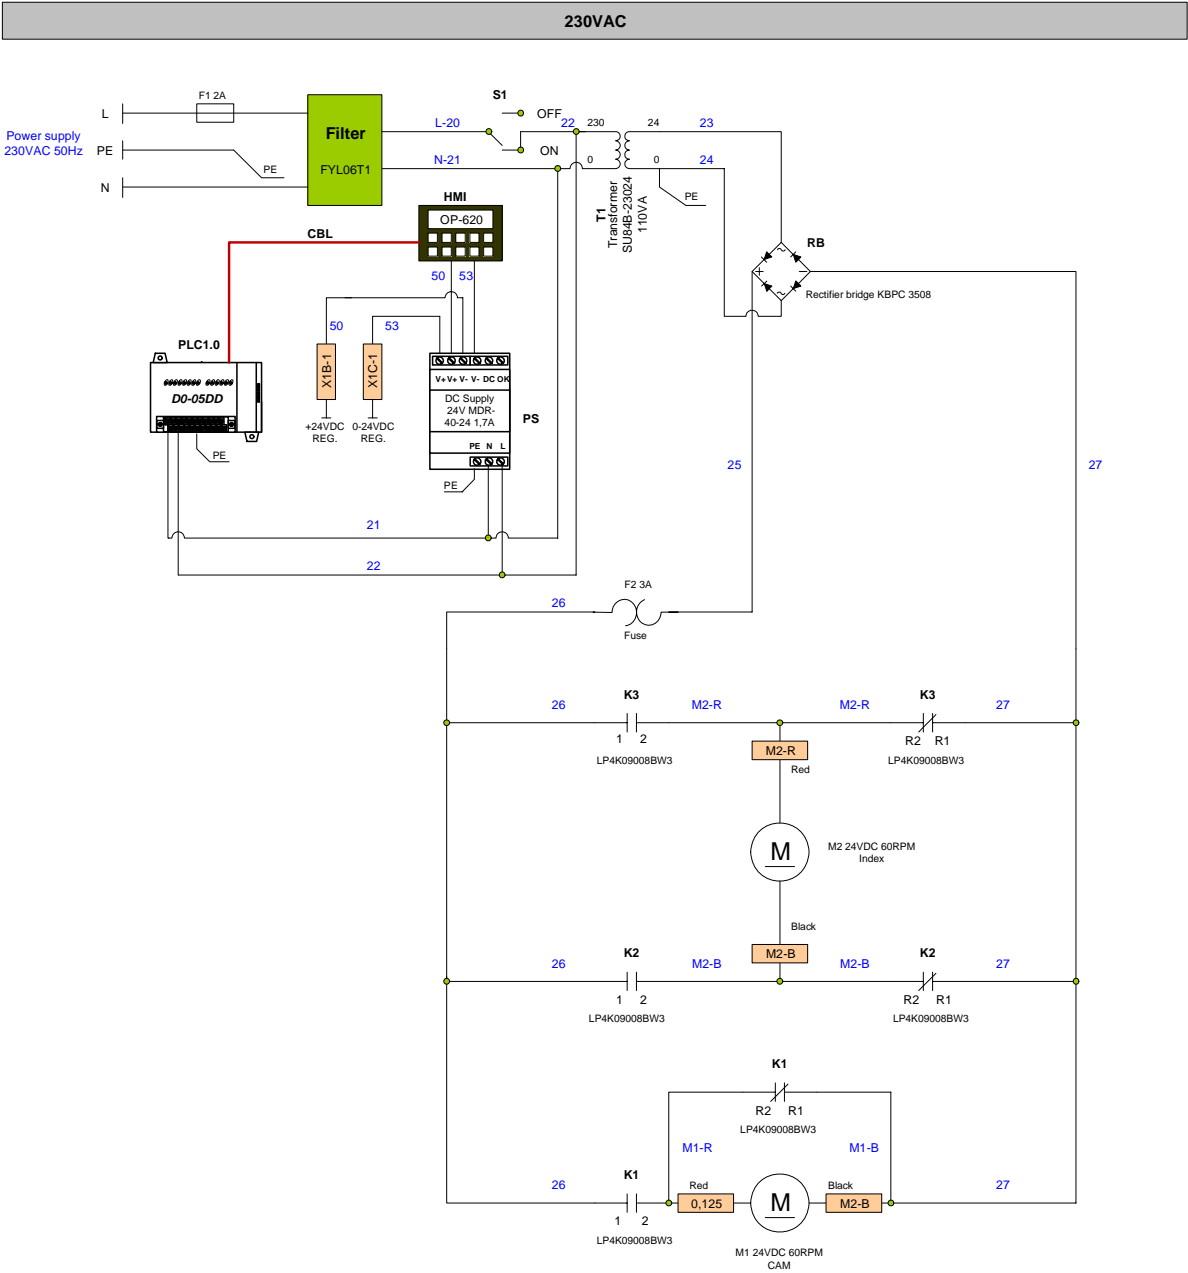 230VAC
F1 2A
S1
OFF
L
Power supply
230VAC 50Hz
PE
N
PE
Filter
FYL06T1
L-20
N-21
ON
22
230
0
24
0
23
24
PE
T1
Transformer
SU84B-23024
110VA
HMI
OP-620
CBL
RB
~
+
−
~
Rectifier bridge KBPC 3508
50
53
50
53
PLC1.0
D0-05DD
PE
X1B-1
X1C-1
+24VDC
REG.
0-24VDC
REG.
V+ V+ V- V- DC OK
DC Supply
24V MDR-
40-24 1,7A
PS
PE N L
PE
25
27
21
22
F2 3A
26
Fuse
K3
K3
26
M2-R
M2-R
27
1 2
R2 R1
LP4K09008BW3
LP4K09008BW3
M2-R
Red
M
M2 24VDC 60RPM
Index
Black
M2-B
K2
K2
26
M2-B
M2-B
27
1 2
R2 R1
LP4K09008BW3
LP4K09008BW3
K1
R2 R1
LP4K09008BW3
M1-R
M1-B
K1
26
Red
Black
27
0,125
M
M2-B
1 2
LP4K09008BW3
M1 24VDC 60RPM
CAM